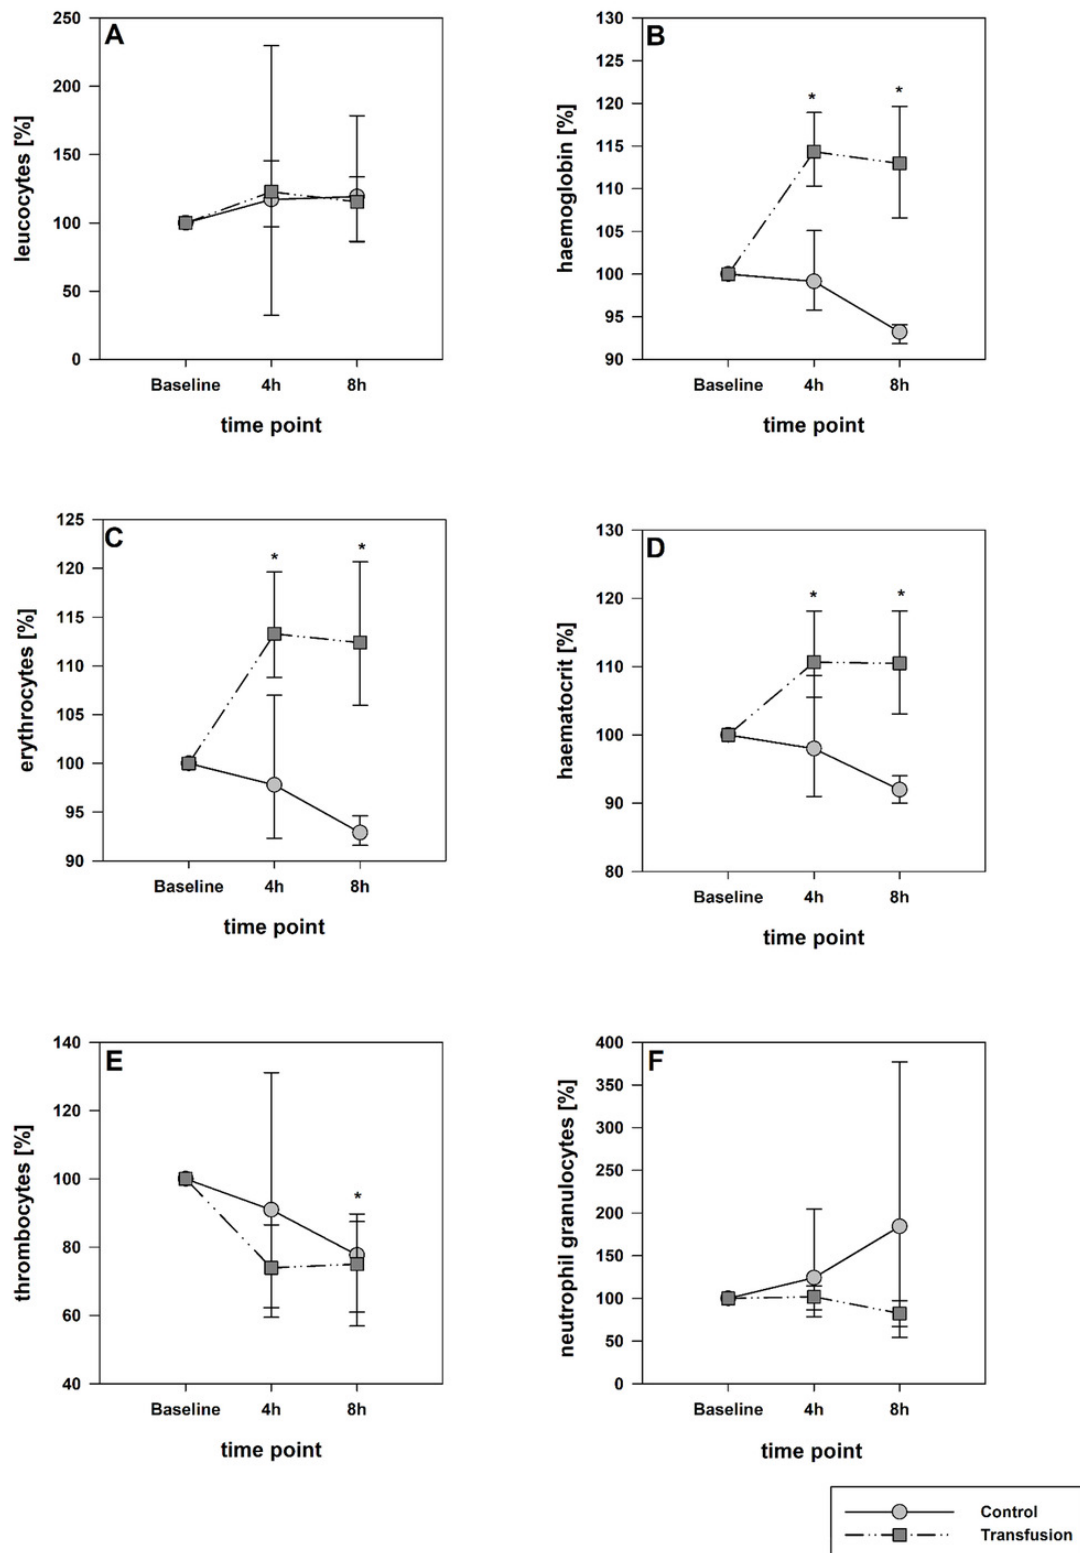 A
leucocytes [%]
250
200
150
100
50
0
Baseline 4h 8h
time point
B
haemoglobin [%]
130
125
120
115
110
105
100
95
90
* *
Baseline 4h 8h
time point
C
erythrocytes [%]
125
120
115
110
105
100
95
90
* *
Baseline 4h 8h
time point
D
haematocrit [%]
130
120
110
100
90
80
* *
Baseline 4h 8h
time point
E
thrombocytes [%]
140
120
100
80
60
40
*
Baseline 4h 8h
time point
F
neutrophil granulocytes [%]
400
350
300
250
200
150
100
50
0
Baseline 4h 8h
time point
Control
Transfusion